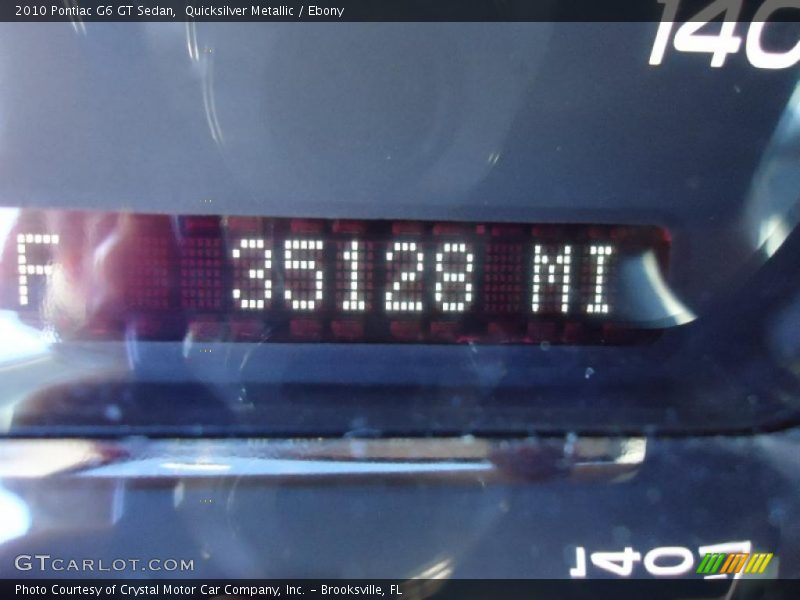 2010 Pontiac G6 GT Sedan,  Quicksilver Metallic / Ebony
140
F 35128 MI
GTCARLOT.COM
140
Photo Courtesy of Crystal Motor Car Company, Inc. – Brooksville, FL